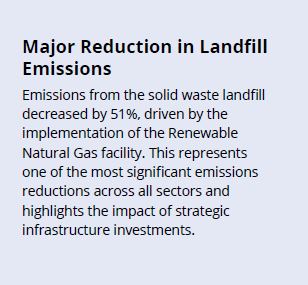 Major Reduction in Landfill
Emissions
Emissions from the solid waste landfill
decreased by 51%, driven by the
implementation of the Renewable
Natural Gas facility. This represents
one of the most significant emissions
reductions across all sectors and
highlights the impact of strategic
infrastructure investments.